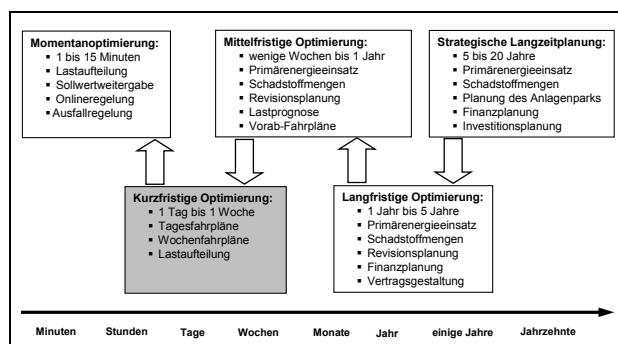 Momentanoptimierung:
▪ 1 bis 15 Minuten
▪ Lastaufteilung
▪ Sollwertweitergabe
▪ Onlineregelung
▪ Ausfallregelung
Mittelfristige Optimierung:
▪ wenige Wochen bis 1 Jahr
▪ Primärenergieeinsatz
▪ Schadstoffmengen
▪ Revisionsplanung
▪ Lastprognose
▪ Vorab-Fahrpläne
Strategische Langzeitplanung:
▪ 5 bis 20 Jahre
▪ Primärenergieeinsatz
▪ Schadstoffmengen
▪ Planung des Anlagenparks
▪ Finanzplanung
▪ Investitionsplanung
Kurzfristige Optimierung:
▪ 1 Tag bis 1 Woche
▪ Tagesfahrpläne
▪ Wochenfahrpläne
▪ Lastaufteilung
Langfristige Optimierung:
▪ 1 Jahr bis 5 Jahre
▪ Primärenergieeinsatz
▪ Schadstoffmengen
▪ Revisionsplanung
▪ Finanzplanung
▪ Vertragsgestaltung
Minuten Stunden Tage Wochen Monate Jahr einige Jahre Jahrzehnte